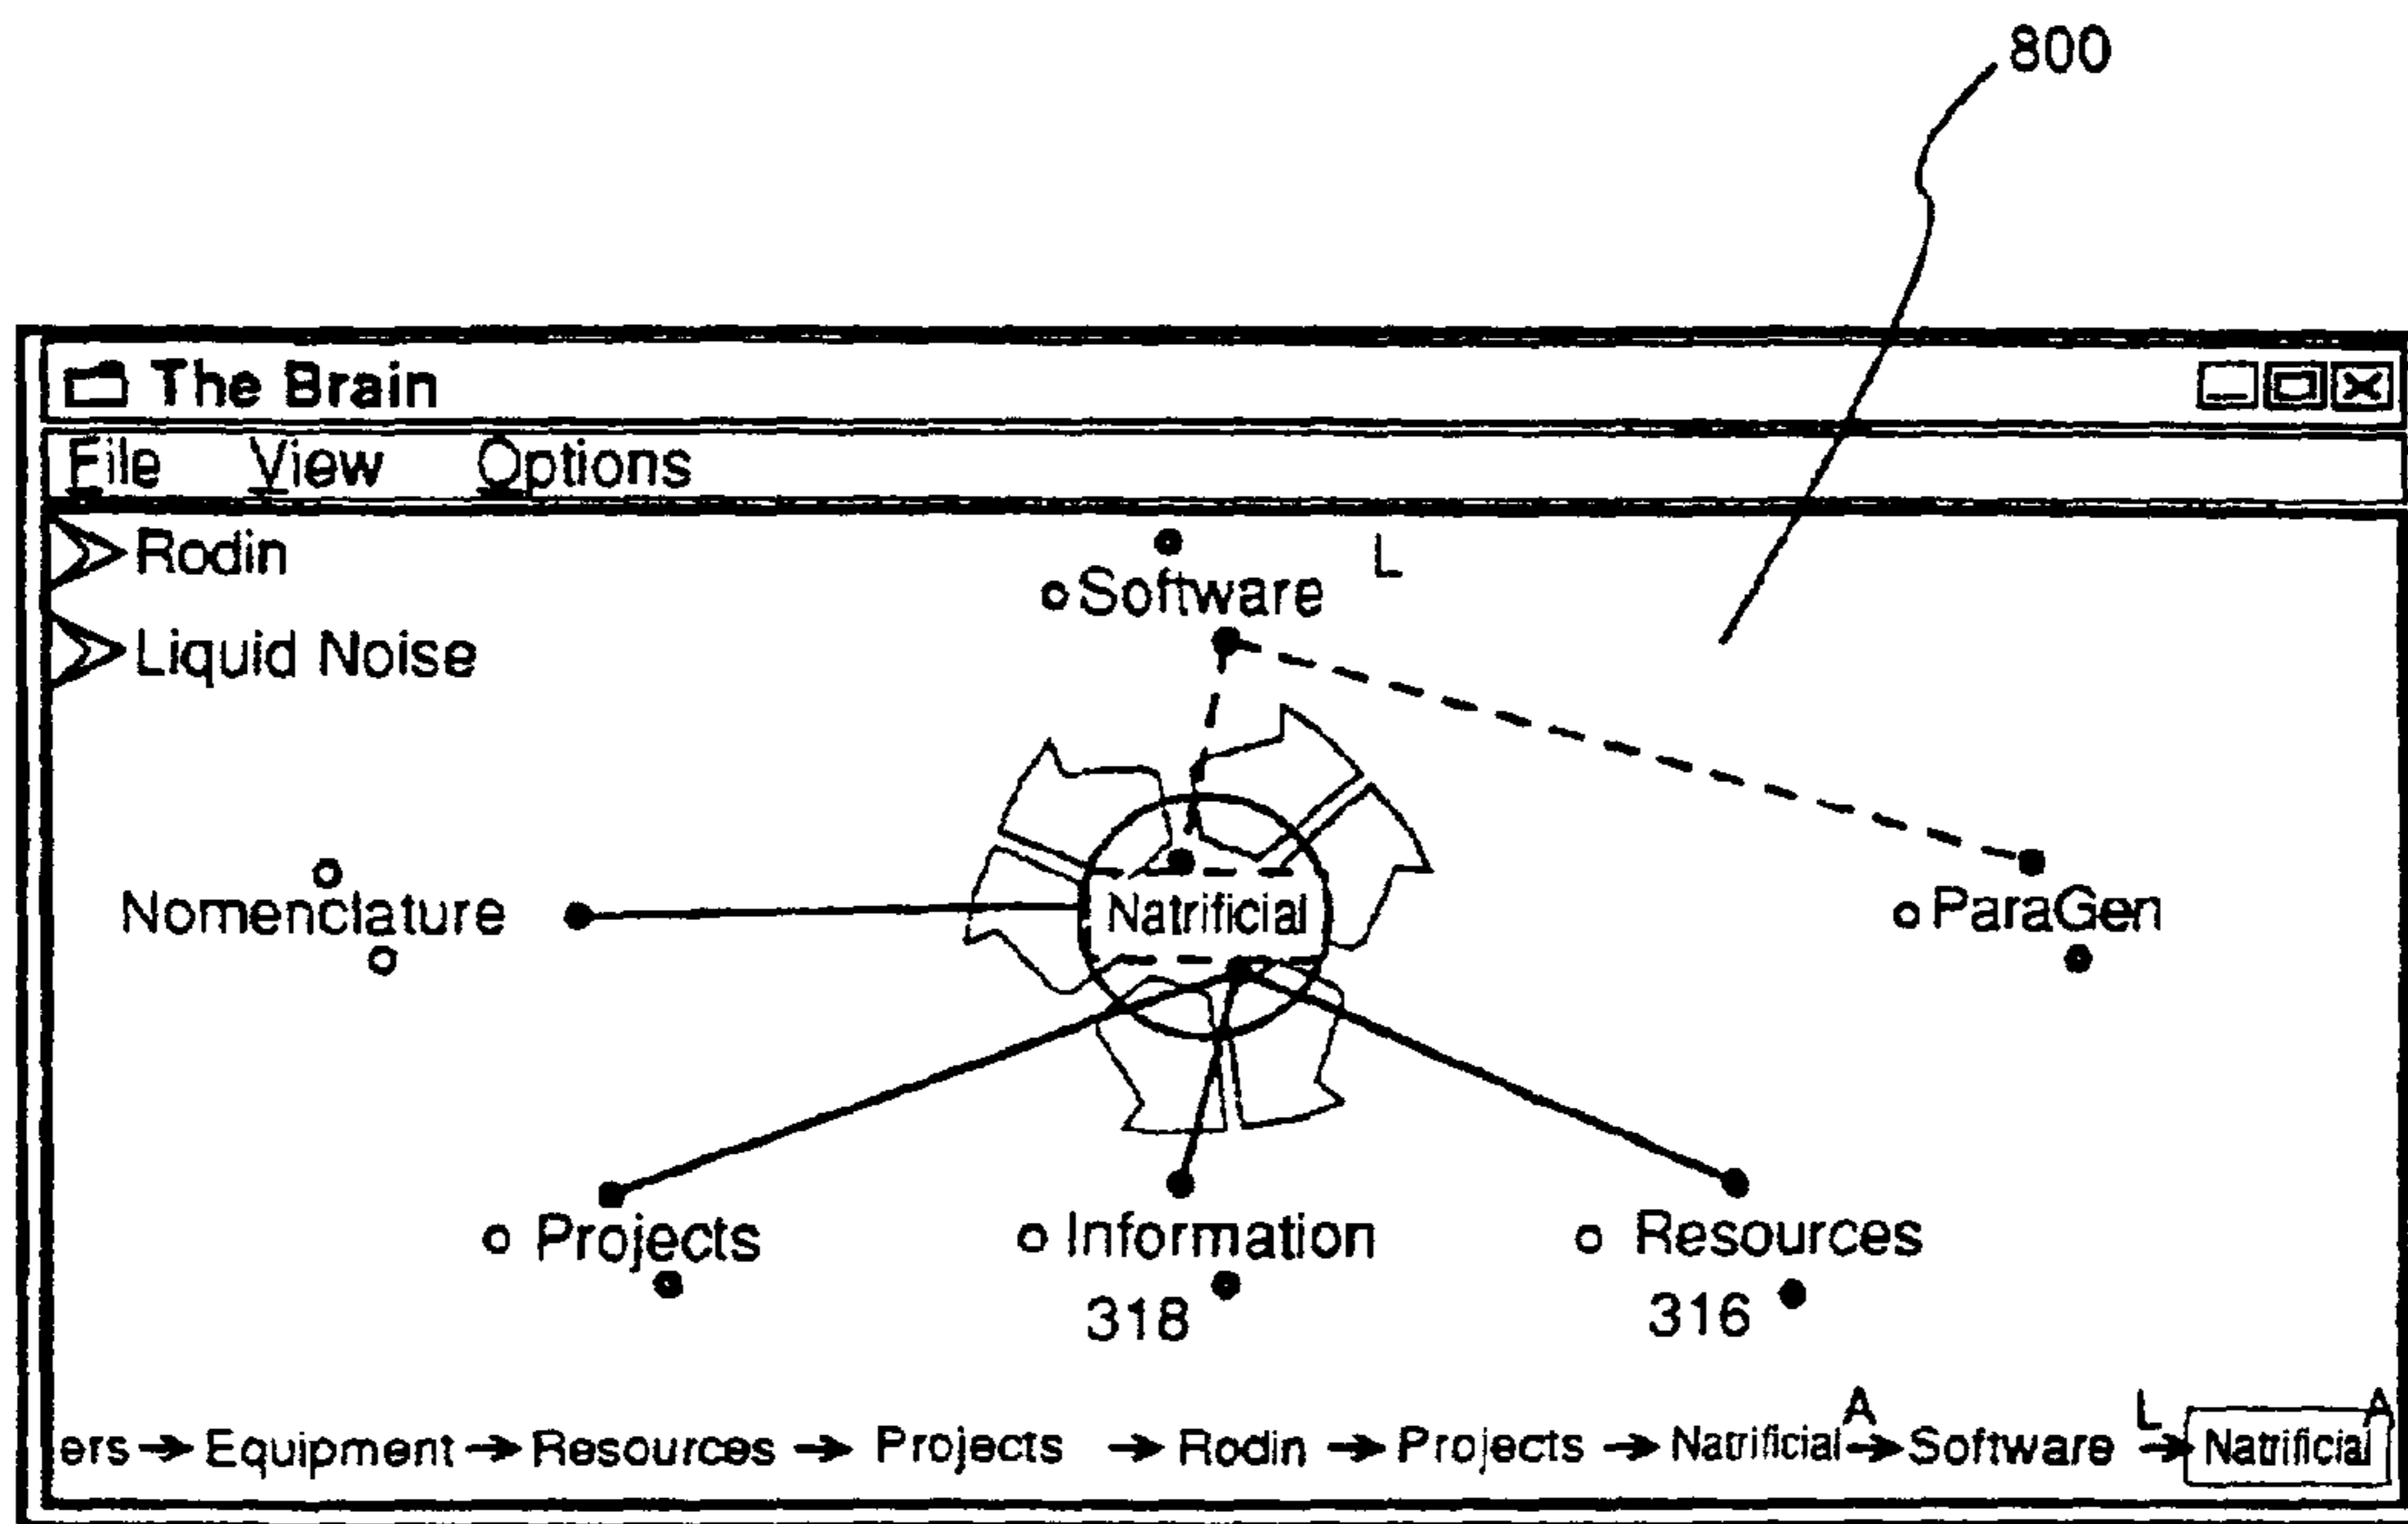 800
The Brain
File View Options
Rodin
Software L
Liquid Noise
Nomenclature
Natrificial
ParaGen
Projects
Information
Resources
318
316
A L A
ers → Equipment → Resources → Projects → Rodin → Projects → Natrificial → Software → Natrificial